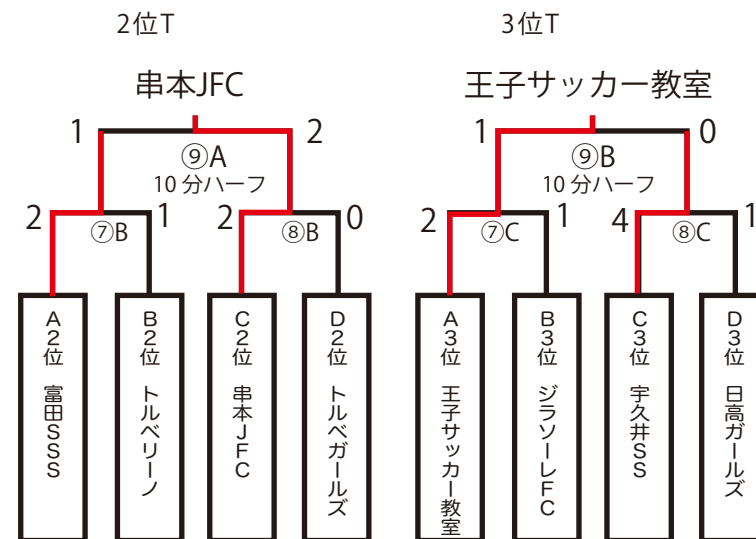 2位T
串本JFC
1
2
⑨A
10分ハーフ
2
⑦B
1
2
⑧B
0
A2位 富田SSS
B2位 トルベリーノ
C2位 串本JFC
D2位 トルベガールズ
3位T
王子サッカー教室
1
0
⑨B
10分ハーフ
2
⑦C
1
4
⑧C
1
A3位 王子サッカー教室
B3位 ジラソーレFC
C3位 宇久井SS
D3位 日高ガールズ